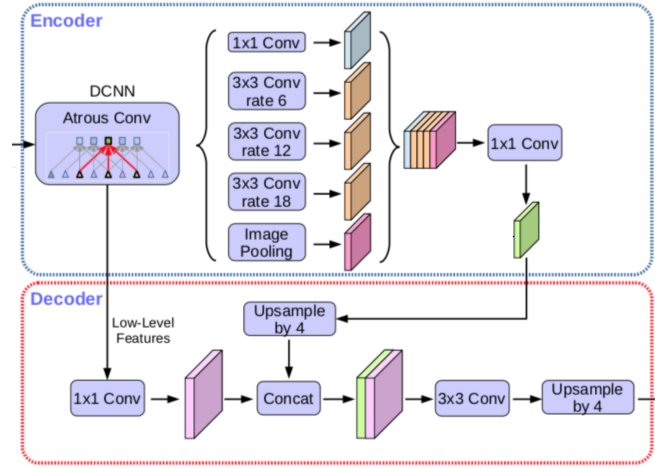 Encoder
DCNN
Atrous Conv
1x1 Conv
3x3 Conv
rate 6
3x3 Conv
rate 12
3x3 Conv
rate 18
Image
Pooling
1x1 Conv
Decoder
Low-Level
Features
Upsample
by 4
1x1 Conv
Concat
3x3 Conv
Upsample
by 4